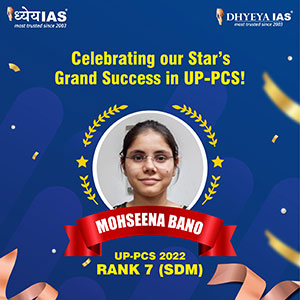 ध्येय IAS®
most trusted since 2003
DHYEYA IAS®
most trusted since 2003
Celebrating our Star's
Grand Success in UP-PCS!
MOHSEENA BANO
UP-PCS 2022
RANK 7 (SDM)